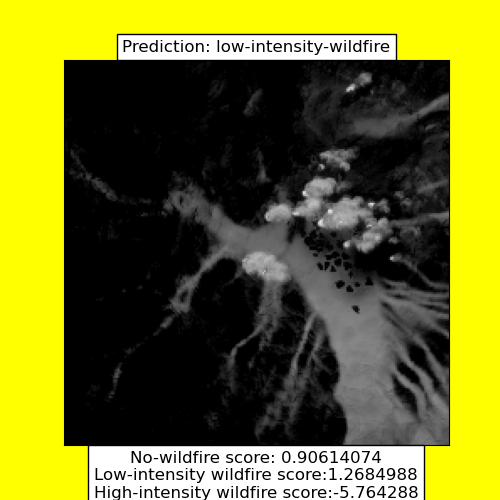 Prediction: low-intensity-wildfire
No-wildfire score: 0.90614074
Low-intensity wildfire score:1.2684988
High-intensity wildfire score:-5.764288